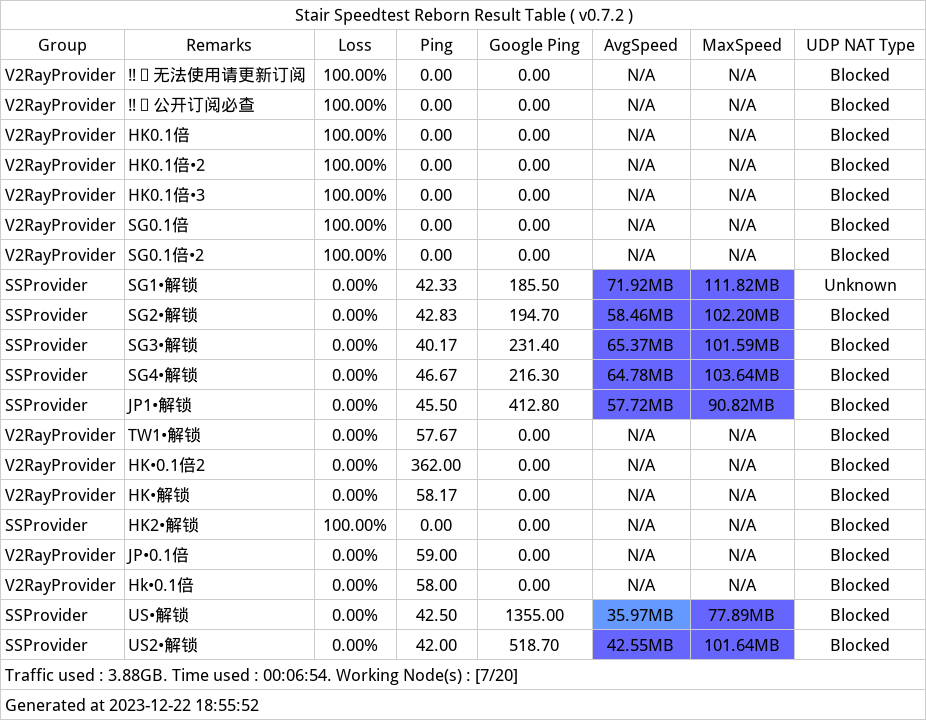 Stair Speedtest Reborn Result Table ( v0.7.2 )
Group Remarks Loss Ping Google Ping AvgSpeed MaxSpeed UDP NAT Type
V2RayProvider ‼ ▯ 无法使用请更新订阅 100.00% 0.00 0.00 N/A N/A Blocked
V2RayProvider ‼ ▯ 公开订阅必查 100.00% 0.00 0.00 N/A N/A Blocked
V2RayProvider HK0.1倍 100.00% 0.00 0.00 N/A N/A Blocked
V2RayProvider HK0.1倍•2 100.00% 0.00 0.00 N/A N/A Blocked
V2RayProvider HK0.1倍•3 100.00% 0.00 0.00 N/A N/A Blocked
V2RayProvider SG0.1倍 100.00% 0.00 0.00 N/A N/A Blocked
V2RayProvider SG0.1倍•2 100.00% 0.00 0.00 N/A N/A Blocked
SSProvider SG1•解锁 0.00% 42.33 185.50 71.92MB 111.82MB Unknown
SSProvider SG2•解锁 0.00% 42.83 194.70 58.46MB 102.20MB Blocked
SSProvider SG3•解锁 0.00% 40.17 231.40 65.37MB 101.59MB Blocked
SSProvider SG4•解锁 0.00% 46.67 216.30 64.78MB 103.64MB Blocked
SSProvider JP1•解锁 0.00% 45.50 412.80 57.72MB 90.82MB Blocked
V2RayProvider TW1•解锁 0.00% 57.67 0.00 N/A N/A Blocked
V2RayProvider HK•0.1倍2 0.00% 362.00 0.00 N/A N/A Blocked
V2RayProvider HK•解锁 0.00% 58.17 0.00 N/A N/A Blocked
SSProvider HK2•解锁 100.00% 0.00 0.00 N/A N/A Blocked
V2RayProvider JP•0.1倍 0.00% 59.00 0.00 N/A N/A Blocked
V2RayProvider Hk•0.1倍 0.00% 58.00 0.00 N/A N/A Blocked
SSProvider US•解锁 0.00% 42.50 1355.00 35.97MB 77.89MB Blocked
SSProvider US2•解锁 0.00% 42.00 518.70 42.55MB 101.64MB Blocked
Traffic used : 3.88GB. Time used : 00:06:54. Working Node(s) : [7/20]
Generated at 2023-12-22 18:55:52